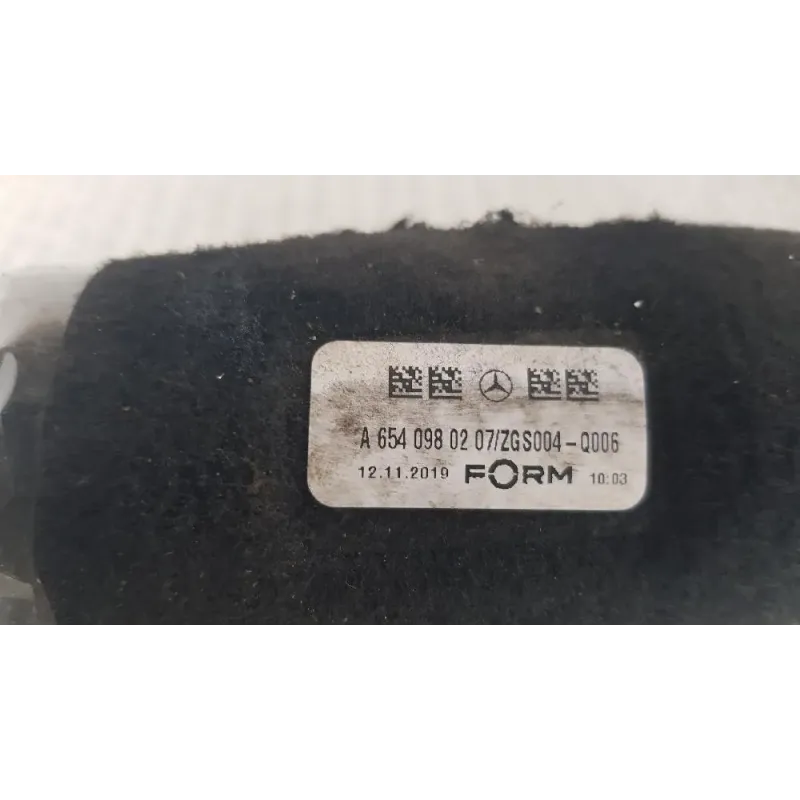 A 654 098 02 07/ZGS004-Q006
12.11.2019 FORM 10:03